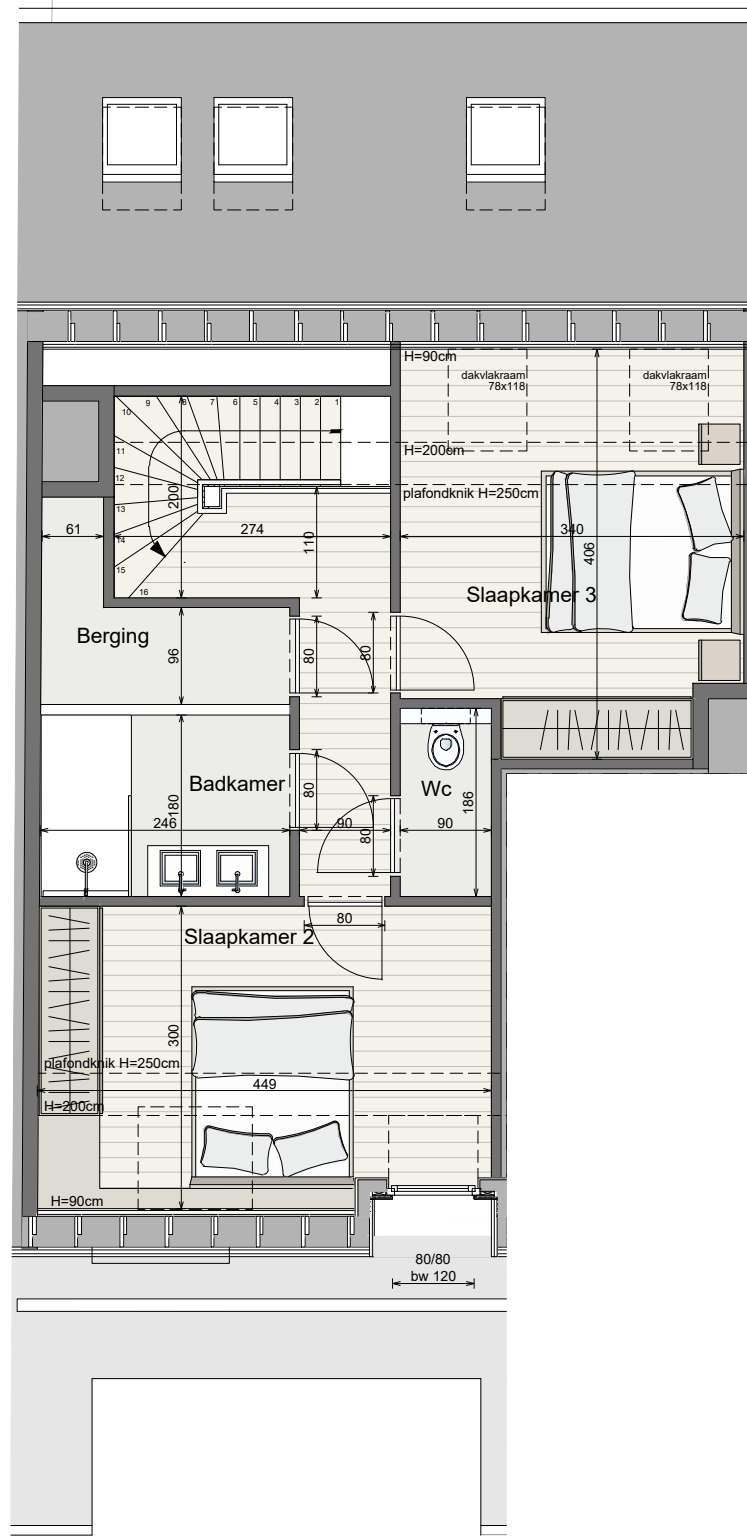 H=90cm
dakvlakraam
78x118
dakvlakraam
78x118
1
2
3
4
5
6
7
8
9
10
11
12
13
14
15
16
H=200cm
plafondknik H=250cm
200
61
274
110
340
406
Slaapkamer 3
Berging
96
80
80
Badkamer
Wc
180
246
80
90
80
90
186
80
Slaapkamer 2
300
plafondknik H=250cm
449
H=200cm
H=90cm
80/80
bw 120